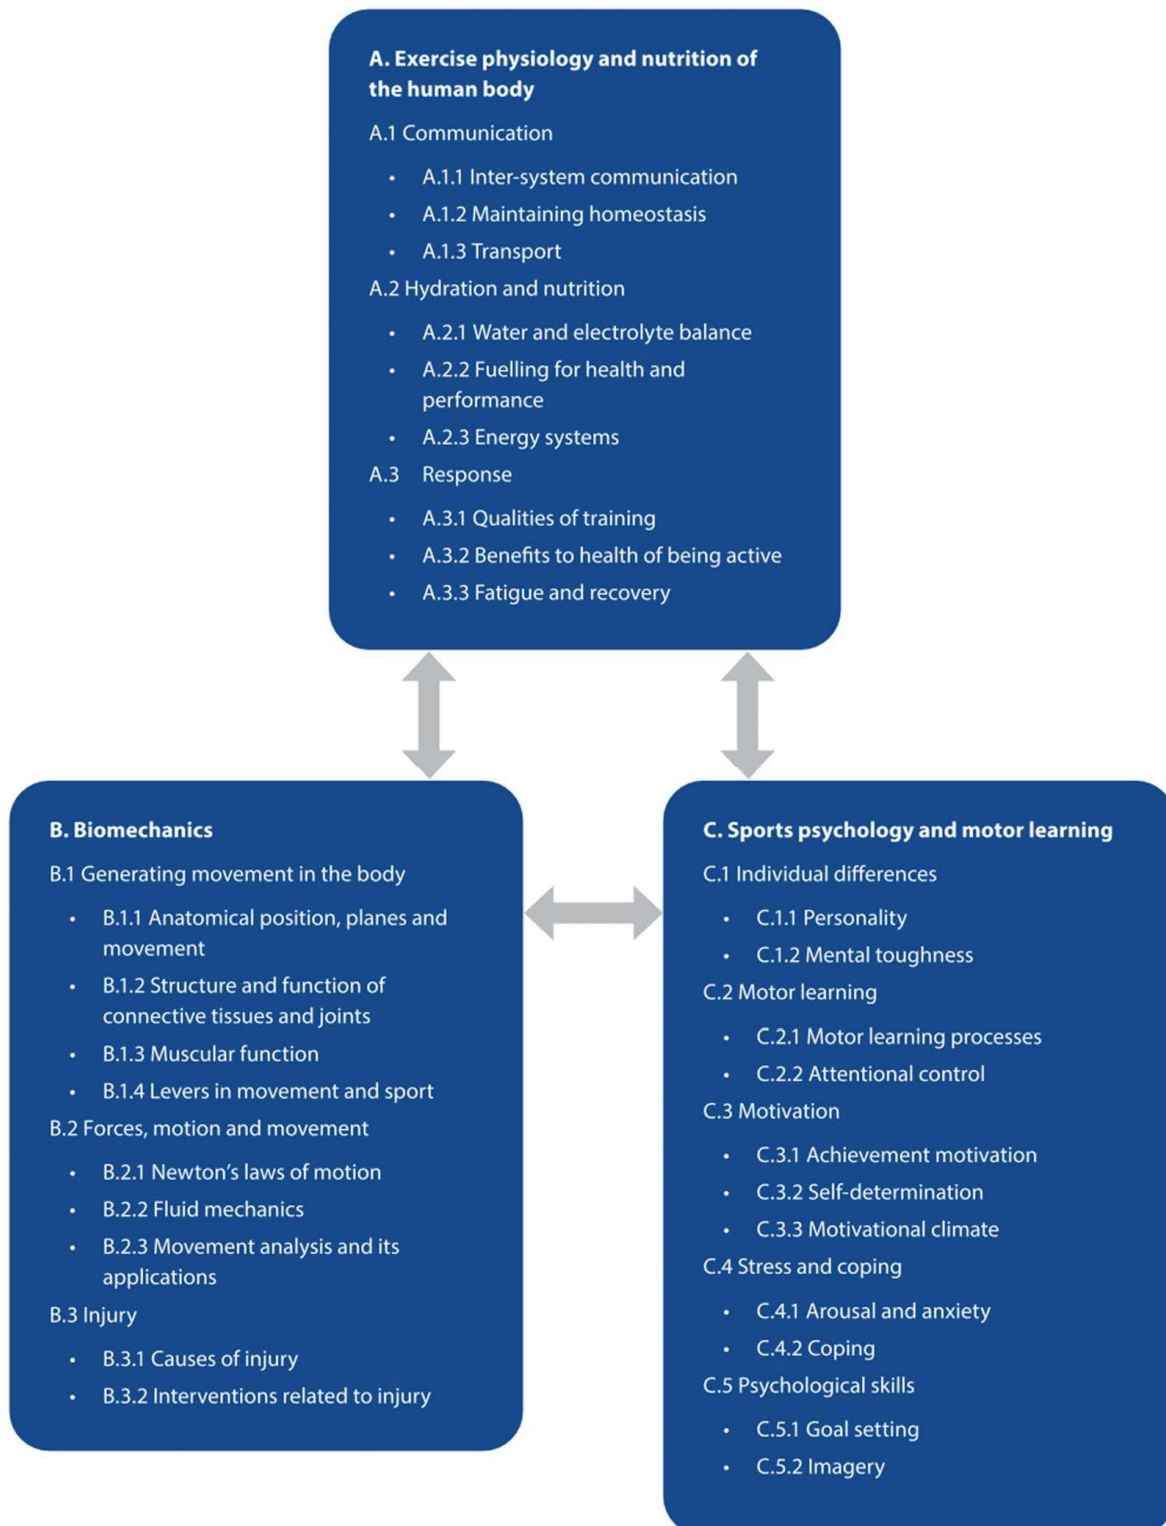 A. Exercise physiology and nutrition of
the human body
A.1 Communication
• A.1.1 Inter-system communication
• A.1.2 Maintaining homeostasis
• A.1.3 Transport
A.2 Hydration and nutrition
• A.2.1 Water and electrolyte balance
• A.2.2 Fuelling for health and
performance
• A.2.3 Energy systems
A.3 Response
• A.3.1 Qualities of training
• A.3.2 Benefits to health of being active
• A.3.3 Fatigue and recovery
B. Biomechanics
B.1 Generating movement in the body
• B.1.1 Anatomical position, planes and
movement
• B.1.2 Structure and function of
connective tissues and joints
• B.1.3 Muscular function
• B.1.4 Levers in movement and sport
B.2 Forces, motion and movement
• B.2.1 Newton’s laws of motion
• B.2.2 Fluid mechanics
• B.2.3 Movement analysis and its
applications
B.3 Injury
• B.3.1 Causes of injury
• B.3.2 Interventions related to injury
C. Sports psychology and motor learning
C.1 Individual differences
• C.1.1 Personality
• C.1.2 Mental toughness
C.2 Motor learning
• C.2.1 Motor learning processes
• C.2.2 Attentional control
C.3 Motivation
• C.3.1 Achievement motivation
• C.3.2 Self-determination
• C.3.3 Motivational climate
C.4 Stress and coping
• C.4.1 Arousal and anxiety
• C.4.2 Coping
C.5 Psychological skills
• C.5.1 Goal setting
• C.5.2 Imagery